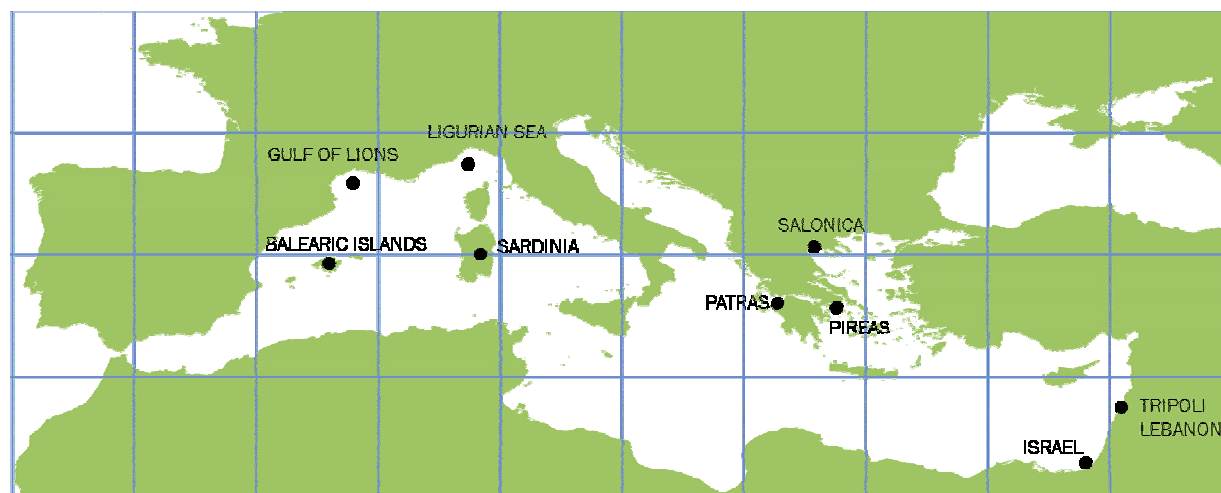 LIGURIAN SEA
GULF OF LIONS
SALONICA
BALEARIC ISLANDS
SARDINIA
PATRAS
PIREAS
TRIPOLI
LEBANON
ISRAEL